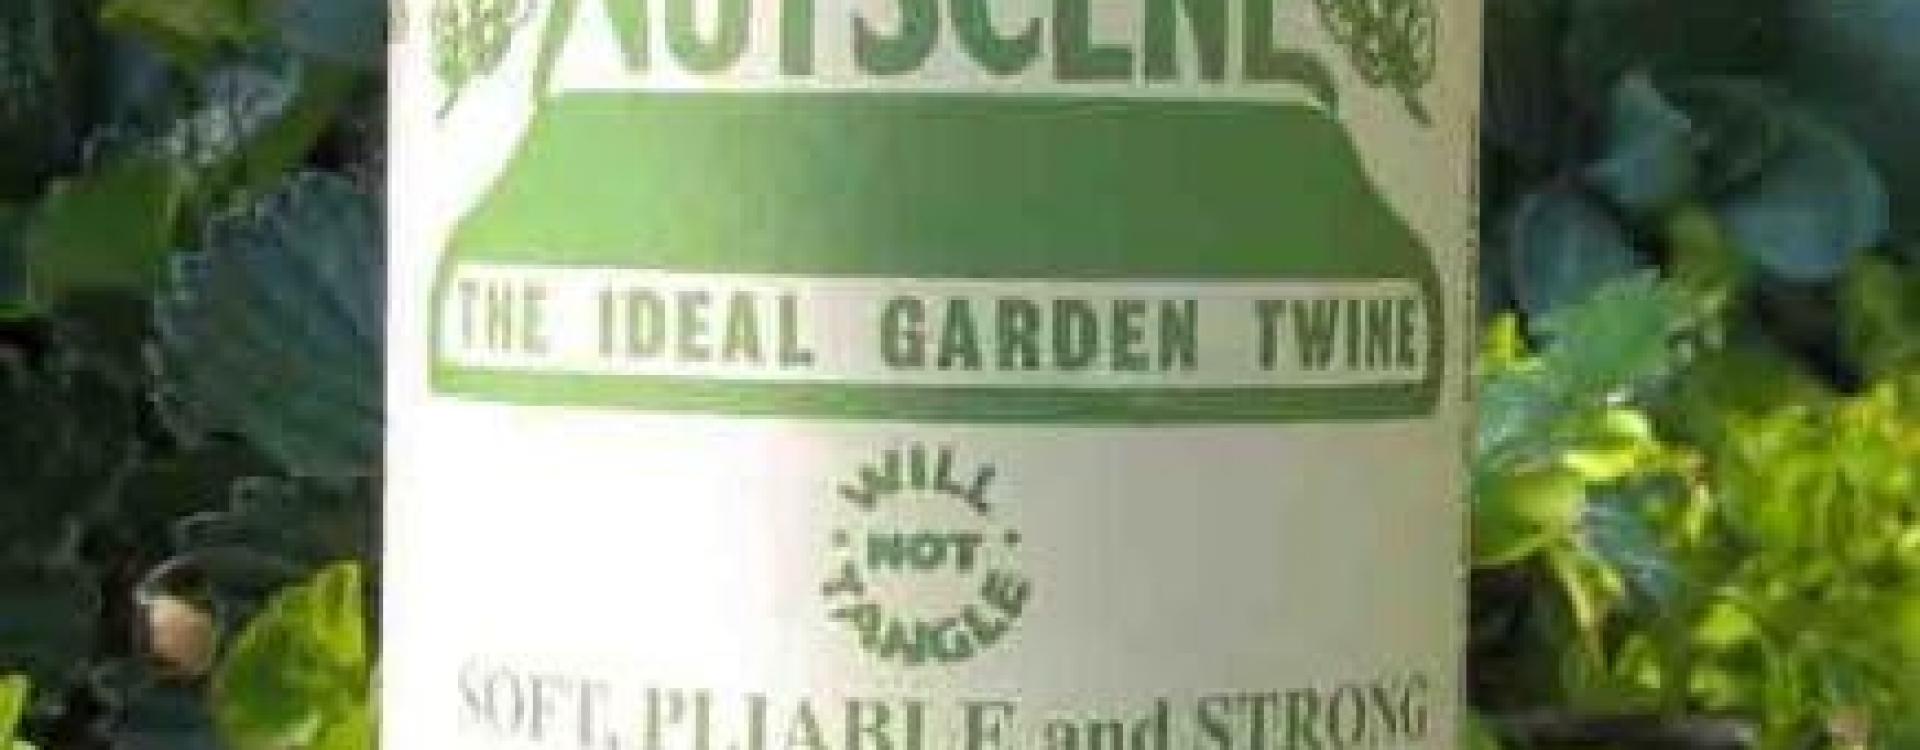 NUTSCENE
THE IDEAL GARDEN TWINE
WILL
NOT
TANGLE
SOFT, PLIABLE and STRONG